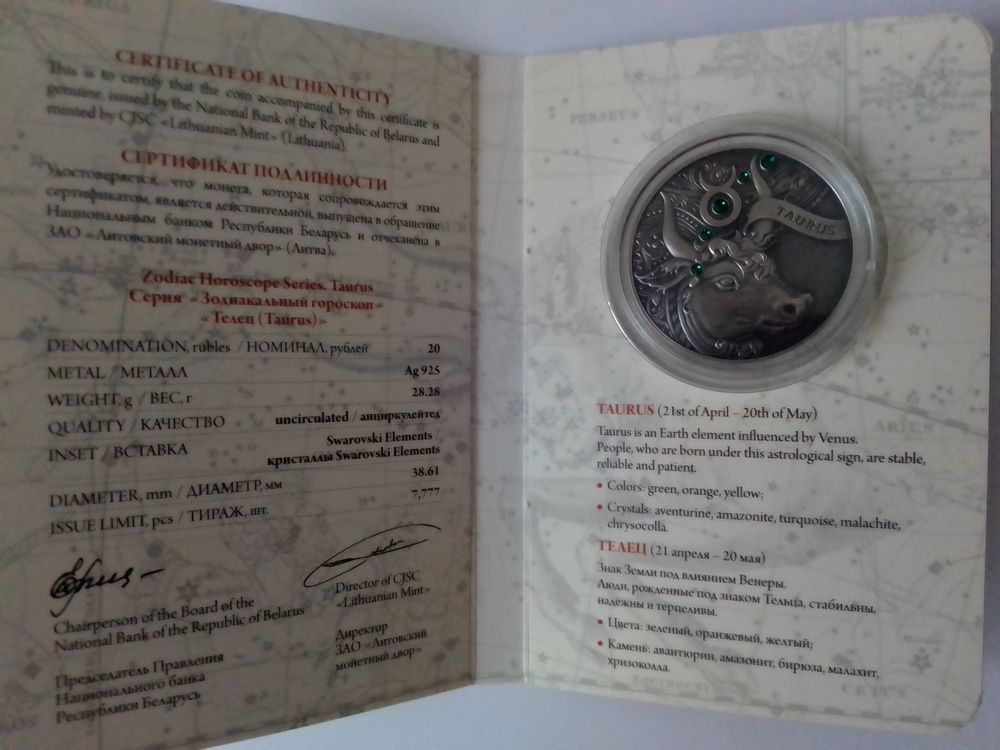 CERTIFICATE OF AUTHENTICITY
This is to certify that the coin accompanied by this certificate is
genuine, issued by the National Bank of the Republic of Belarus and
minted by CJSC «Lithuanian Mint» (Lithuania).
СЕРТИФИКАТ ПОДЛИННОСТИ
Удостоверяется, что монета, которая сопровождается этим
сертификатом, является действительной, выпущена в обращение
Национальным банком Республики Беларусь и отчеканена в
ЗАО «Литовский монетный двор» (Литва).
Zodiac Horoscope Series. Taurus
Серия «Зодиакальный гороскоп»
«Телец (Taurus)»
DENOMINATION, rubles / НОМИНАЛ, рублей 20
METAL / МЕТАЛЛ Ag 925
WEIGHT, g / ВЕС, г 28.28
QUALITY / КАЧЕСТВО uncirculated / анциркулейтед
INSET / ВСТАВКА Swarovski Elements /
кристаллы Swarovski Elements
DIAMETER, mm / ДИАМЕТР, мм 38.61
ISSUE LIMIT, pcs / ТИРАЖ, шт. 7,777
Chairperson of the Board of the
National Bank of the Republic of Belarus
Председатель Правления
Национального банка
Республики Беларусь
Director of CJSC
«Lithuanian Mint»
Директор
ЗАО «Литовский
монетный двор»
PERSEUS
TAURUS
ARIES
TAURUS (21st of April – 20th of May)
Taurus is an Earth element influenced by Venus.
People, who are born under this astrological sign, are stable,
reliable and patient.
• Colors: green, orange, yellow;
• Crystals: aventurine, amazonite, turquoise, malachite,
chrysocolla.
ТЕЛЕЦ (21 апреля – 20 мая)
Знак Земли под влиянием Венеры.
Люди, рожденные под знаком Тельца, стабильны,
надежны и терпеливы.
• Цвета: зеленый, оранжевый, желтый;
• Камень: авантюрин, амазонит, бирюза, малахит,
хризоколла.
CETUS